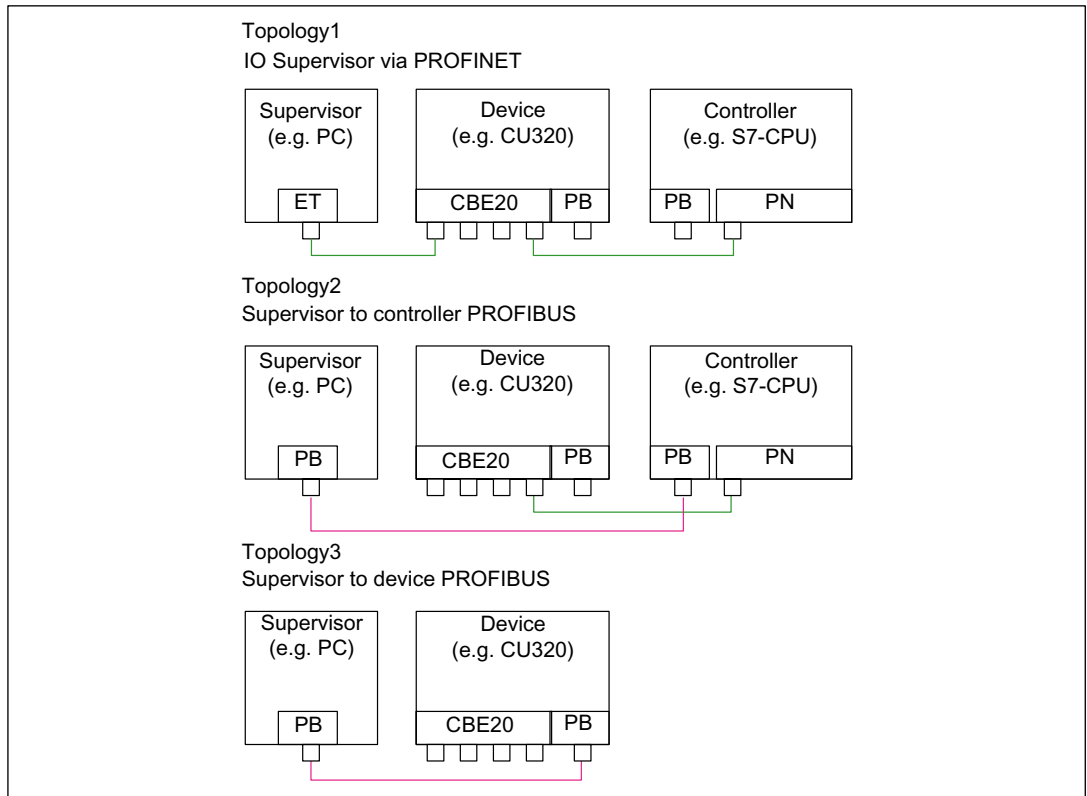 Topology1
IO Supervisor via PROFINET
Supervisor
(e.g. PC)
ET
Device
(e.g. CU320)
CBE20
PB
Controller
(e.g. S7-CPU)
PB
PN
Topology2
Supervisor to controller PROFIBUS
Supervisor
(e.g. PC)
PB
Device
(e.g. CU320)
CBE20
PB
Controller
(e.g. S7-CPU)
PB
PN
Topology3
Supervisor to device PROFIBUS
Supervisor
(e.g. PC)
PB
Device
(e.g. CU320)
CBE20
PB